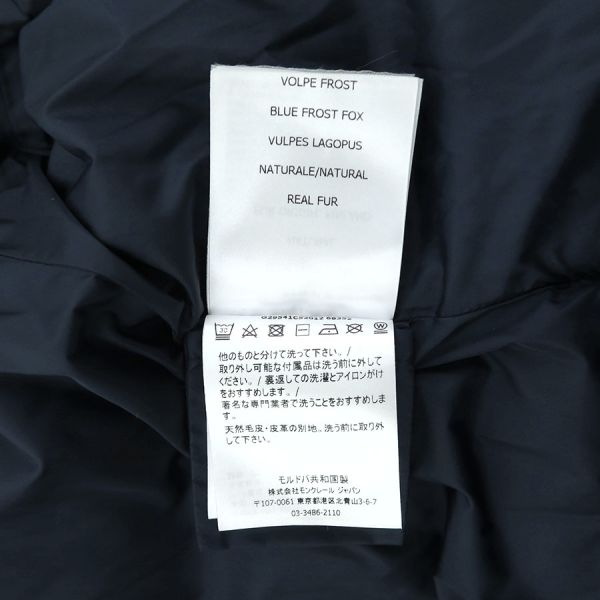 VOLPE FROST
BLUE FROST FOX
VULPES LAGOPUS
NATURALE/NATURAL
REAL FUR
30
他のものと分けて洗って下さい。/
取り外し可能な付属品は洗う前に外して
ください。/ 裏返しての洗濯とアイロンがけ
をおすすめします。/
著名な専門業者で洗うことをおすすめしま
す。
天然毛皮・皮革の別地。洗う前に取り外
して下さい。
モルドバ共和国製
株式会社モンクレール ジャパン
〒107-0061 東京都港区北青山3-6-7
03-3486-2110